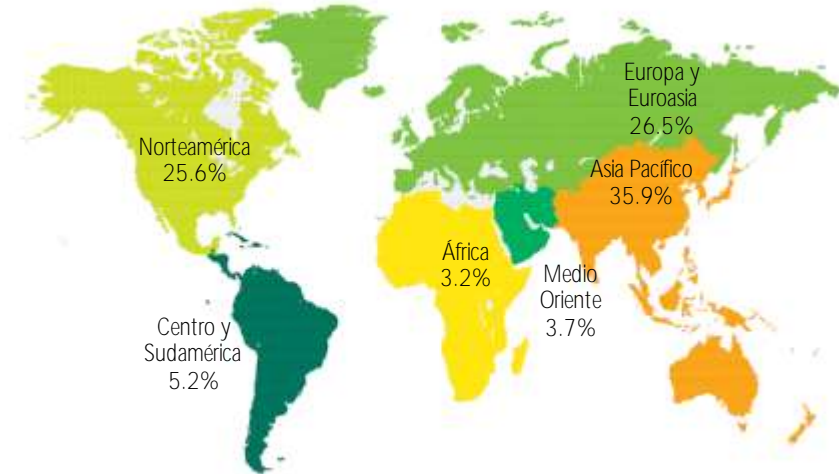 Europa y
Euroasia
26.5%
Norteamérica
25.6%
Asia Pacífico
35.9%
África
3.2%
Medio
Oriente
3.7%
Centro y
Sudamérica
5.2%